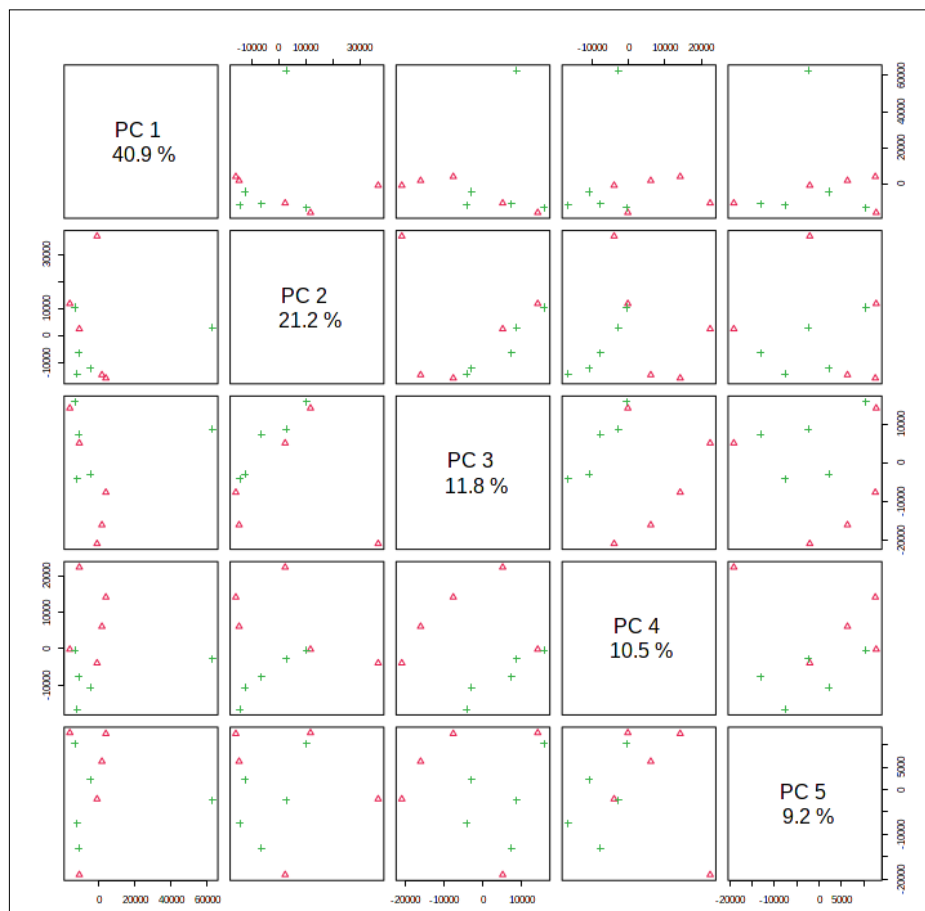 -10000 0 10000 30000
-10000 0 20000
PC 1
40.9 %
0 20000 40000 60000
-10000 0 10000 30000
PC 2
21.2 %
PC 3
11.8 %
-20000 -10000 0 10000
-10000 0 10000 20000
PC 4
10.5 %
PC 5
9.2 %
-20000 -10000 0 5000
0 20000 40000 60000
-20000 -10000 0 10000
-20000 -10000 0 5000